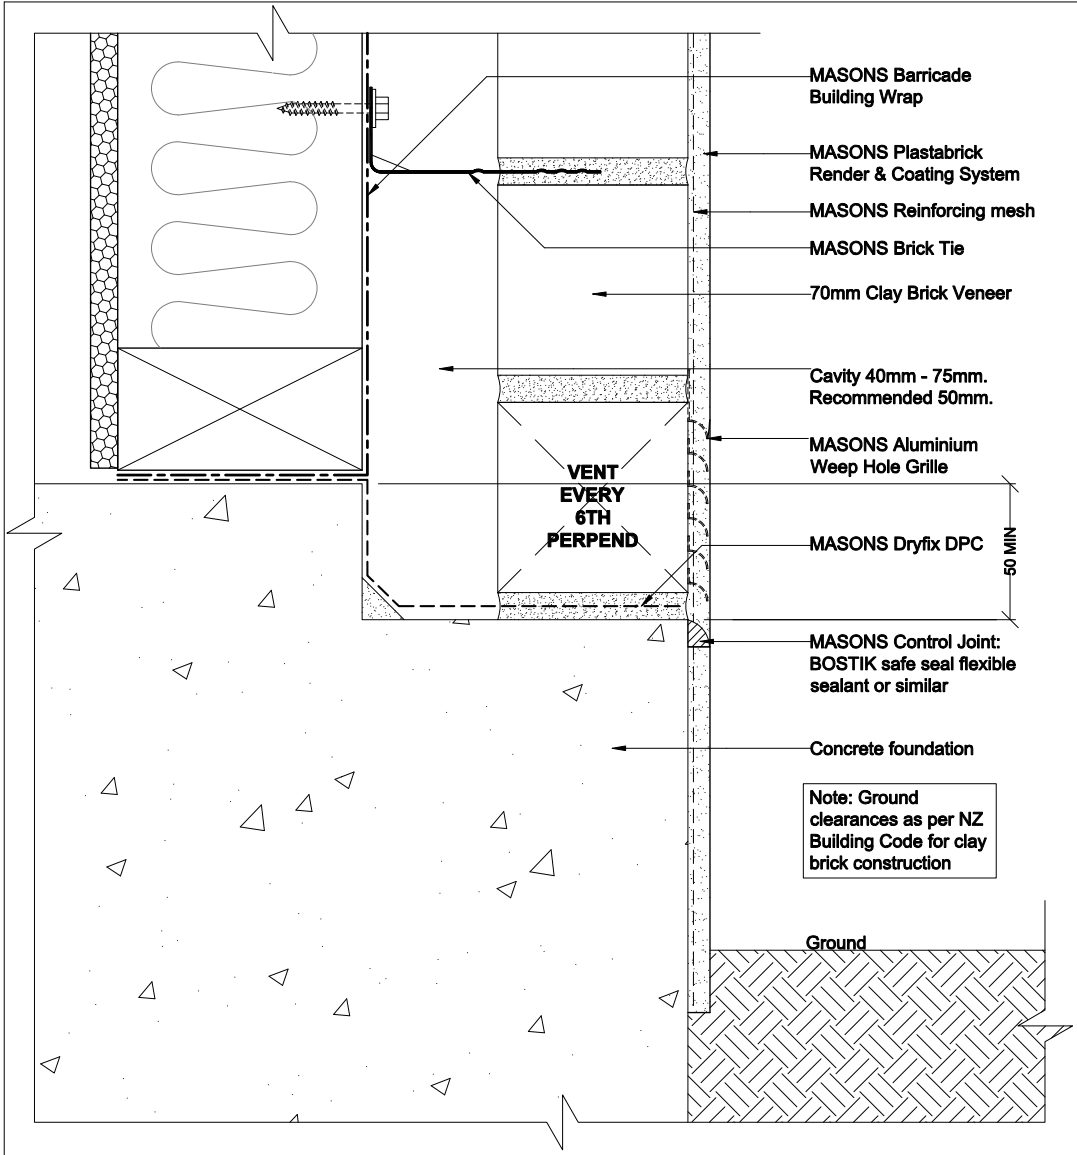 MASONS Barricade
Building Wrap
MASONS Plastabrick
Render & Coating System
MASONS Reinforcing mesh
MASONS Brick Tie
70mm Clay Brick Veneer
Cavity 40mm - 75mm.
Recommended 50mm.
MASONS Aluminium
Weep Hole Grille
VENT
EVERY
6TH
PERPEND
MASONS Dryfix DPC
50 MIN
MASONS Control Joint:
BOSTIK safe seal flexible
sealant or similar
Concrete foundation
Note: Ground
clearances as per NZ
Building Code for clay
brick construction
Ground